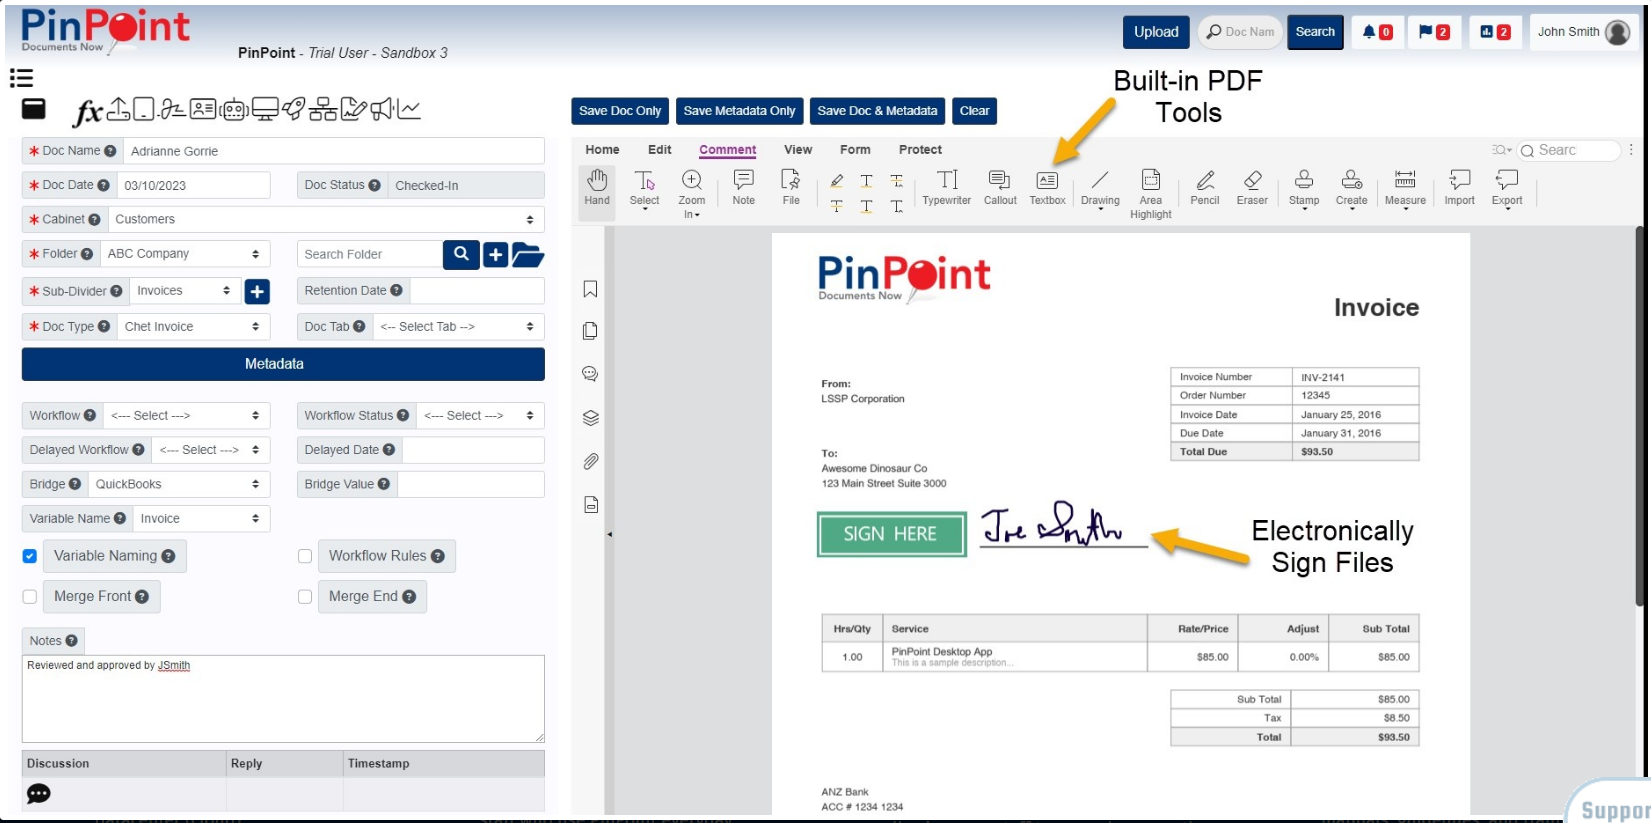 PinPoint
Documents Now
PinPoint - Trial User - Sandbox 3
Upload
Doc Nam
Search
0
2
2
John Smith
fx
Save Doc Only
Save Metadata Only
Save Doc & Metadata
Clear
Built-in PDF
Tools
* Doc Name ?
Adrianne Gorrie
* Doc Date ?
03/10/2023
Doc Status ?
Checked-In
* Cabinet ?
Customers
* Folder ?
ABC Company
Search Folder
* Sub-Divider ?
Invoices
Retention Date ?
* Doc Type ?
Chet Invoice
Doc Tab ?
<-- Select Tab -->
Metadata
Workflow ?
<--- Select --->
Workflow Status ?
<--- Select --->
Delayed Workflow ?
<--- Select --->
Delayed Date ?
Bridge ?
QuickBooks
Bridge Value ?
Variable Name ?
Invoice
Variable Naming ?
Workflow Rules ?
Merge Front ?
Merge End ?
Notes ?
Reviewed and approved by JSmith
Discussion
Reply
Timestamp
Home
Edit
Comment
View
Form
Protect
Searc
Hand
Select
Zoom
In
Note
File
Typewriter
Callout
Textbox
Drawing
Area
Highlight
Pencil
Eraser
Stamp
Create
Measure
Import
Export
PinPoint
Documents Now
Invoice
From:
LSSP Corporation
Invoice Number INV-2141
Order Number 12345
Invoice Date January 25, 2016
Due Date January 31, 2016
Total Due $93.50
To:
Awesome Dinosaur Co
123 Main Street Suite 3000
SIGN HERE
Joe Smith
Electronically
Sign Files
Hrs/Qty Service Rate/Price Adjust Sub Total
1.00 PinPoint Desktop App $85.00 0.00% $85.00
This is a sample description...
Sub Total $85.00
Tax $8.50
Total $93.50
ANZ Bank
ACC # 1234 1234
Suppor